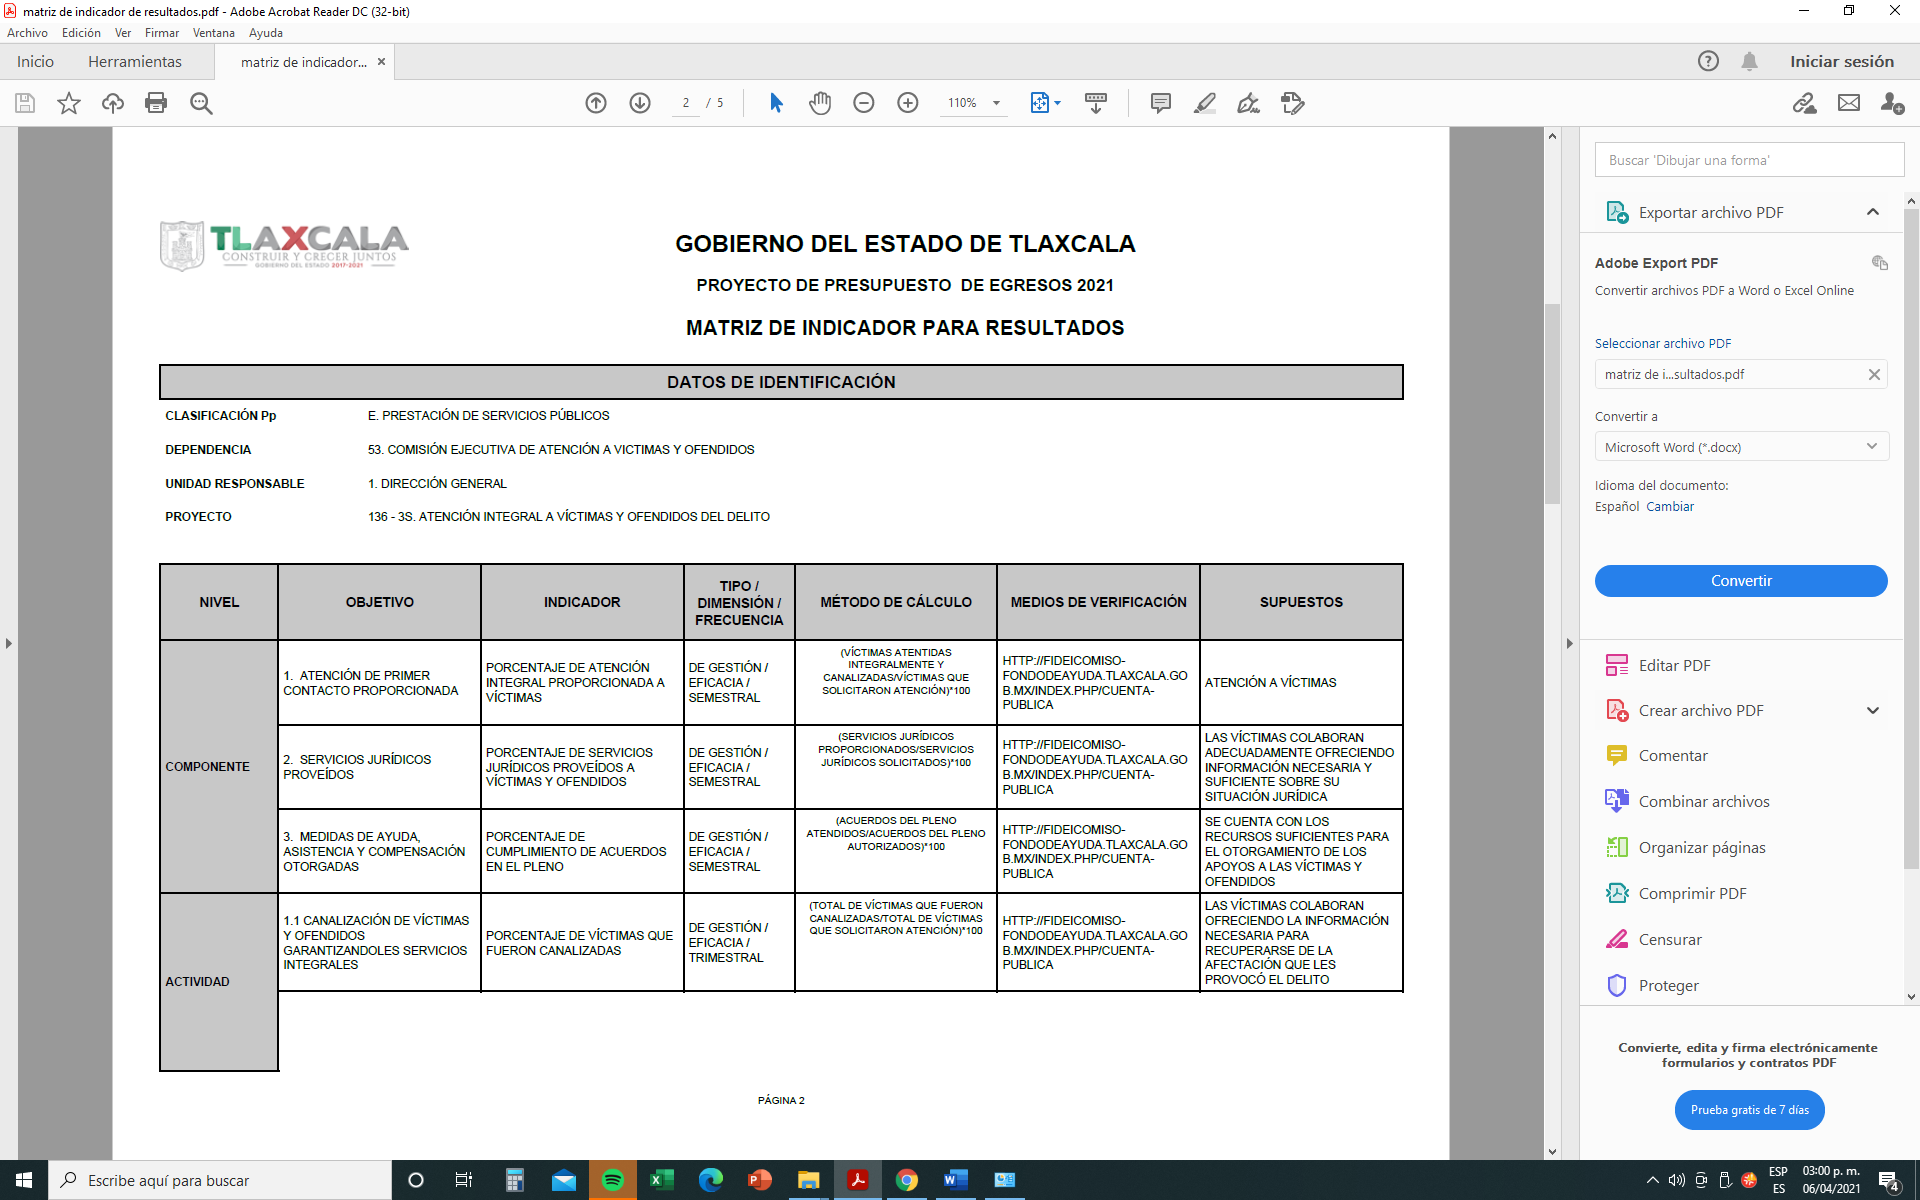 matriz de indicador de resultados.pdf - Adobe Acrobat Reader DC (32-bit)
Archivo Edición Ver Firmar Ventana Ayuda
Inicio Herramientas matriz de indicador... × Iniciar sesión
2 / 5 110%
TLAXCALA
CONSTRUIR Y CRECER JUNTOS
GOBIERNO DEL ESTADO 2017-2021
GOBIERNO DEL ESTADO DE TLAXCALA
PROYECTO DE PRESUPUESTO DE EGRESOS 2021
MATRIZ DE INDICADOR PARA RESULTADOS
DATOS DE IDENTIFICACIÓN
CLASIFICACIÓN Pp E. PRESTACIÓN DE SERVICIOS PÚBLICOS
DEPENDENCIA 53. COMISIÓN EJECUTIVA DE ATENCIÓN A VICTIMAS Y OFENDIDOS
UNIDAD RESPONSABLE 1. DIRECCIÓN GENERAL
PROYECTO 136 - 3S. ATENCIÓN INTEGRAL A VÍCTIMAS Y OFENDIDOS DEL DELITO
NIVEL
OBJETIVO
INDICADOR
TIPO /
DIMENSIÓN /
FRECUENCIA
MÉTODO DE CÁLCULO
MEDIOS DE VERIFICACIÓN
SUPUESTOS
COMPONENTE
1. ATENCIÓN DE PRIMER
CONTACTO PROPORCIONADA
PORCENTAJE DE ATENCIÓN
INTEGRAL PROPORCIONADA A
VÍCTIMAS
DE GESTIÓN /
EFICACIA /
SEMESTRAL
(VÍCTIMAS ATENTIDAS
INTEGRALMENTE Y
CANALIZADAS/VÍCTIMAS QUE
SOLICITARON ATENCIÓN)*100
HTTP://FIDEICOMISO-
FONDODEAYUDA.TLAXCALA.GO
B.MX/INDEX.PHP/CUENTA-
PUBLICA
ATENCIÓN A VÍCTIMAS
2. SERVICIOS JURÍDICOS
PROVEÍDOS
PORCENTAJE DE SERVICIOS
JURÍDICOS PROVEÍDOS A
VÍCTIMAS Y OFENDIDOS
DE GESTIÓN /
EFICACIA /
SEMESTRAL
(SERVICIOS JURÍDICOS
PROPORCIONADOS/SERVICIOS
JURÍDICOS SOLICITADOS)*100
HTTP://FIDEICOMISO-
FONDODEAYUDA.TLAXCALA.GO
B.MX/INDEX.PHP/CUENTA-
PUBLICA
LAS VÍCTIMAS COLABORAN
ADECUADAMENTE OFRECIENDO
INFORMACIÓN NECESARIA Y
SUFICIENTE SOBRE SU
SITUACIÓN JURÍDICA
3. MEDIDAS DE AYUDA,
ASISTENCIA Y COMPENSACIÓN
OTORGADAS
PORCENTAJE DE
CUMPLIMIENTO DE ACUERDOS
EN EL PLENO
DE GESTIÓN /
EFICACIA /
SEMESTRAL
(ACUERDOS DEL PLENO
ATENDIDOS/ACUERDOS DEL PLENO
AUTORIZADOS)*100
HTTP://FIDEICOMISO-
FONDODEAYUDA.TLAXCALA.GO
B.MX/INDEX.PHP/CUENTA-
PUBLICA
SE CUENTA CON LOS
RECURSOS SUFICIENTES PARA
EL OTORGAMIENTO DE LOS
APOYOS A LAS VÍCTIMAS Y
OFENDIDOS
ACTIVIDAD
1.1 CANALIZACIÓN DE VÍCTIMAS
Y OFENDIDOS
GARANTIZANDOLES SERVICIOS
INTEGRALES
PORCENTAJE DE VÍCTIMAS QUE
FUERON CANALIZADAS
DE GESTIÓN /
EFICACIA /
TRIMESTRAL
(TOTAL DE VÍCTIMAS QUE FUERON
CANALIZADAS/TOTAL DE VÍCTIMAS
QUE SOLICITARON ATENCIÓN)*100
HTTP://FIDEICOMISO-
FONDODEAYUDA.TLAXCALA.GO
B.MX/INDEX.PHP/CUENTA-
PUBLICA
LAS VÍCTIMAS COLABORAN
OFRECIENDO LA INFORMACIÓN
NECESARIA PARA
RECUPERARSE DE LA
AFECTACIÓN QUE LES
PROVOCÓ EL DELITO
PÁGINA 2
Buscar 'Dibujar una forma'
Exportar archivo PDF
Adobe Export PDF
Convertir archivos PDF a Word o Excel Online
Seleccionar archivo PDF
matriz de i...sultados.pdf
Convertir a
Microsoft Word (*.docx)
Idioma del documento:
Español Cambiar
Convertir
Editar PDF
Crear archivo PDF
Comentar
Combinar archivos
Organizar páginas
Comprimir PDF
Censurar
Proteger
Convierte, edita y firma electrónicamente
formularios y contratos PDF
Prueba gratis de 7 días
Escribe aquí para buscar
ESP
ES
03:00 p. m.
06/04/2021
4